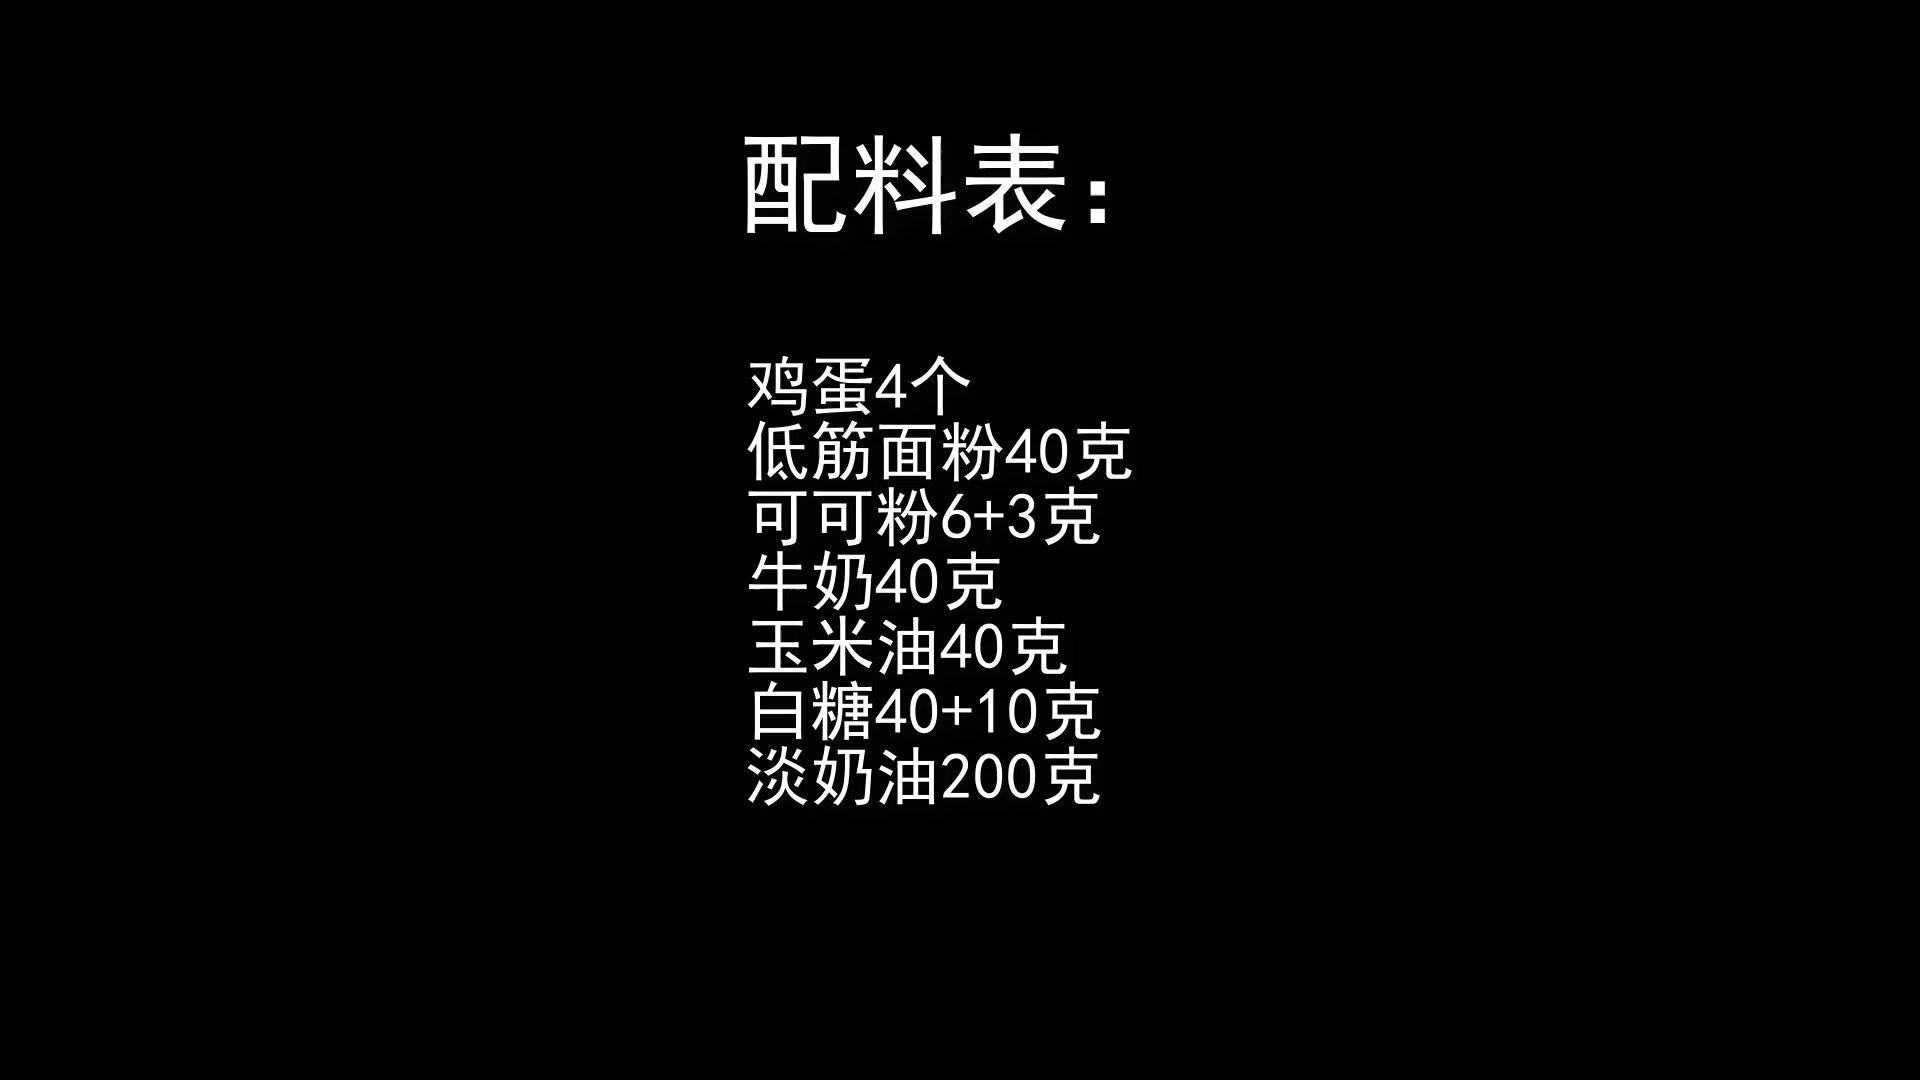 配料表：
鸡蛋4个
低筋面粉40克
可可粉6+3克
牛奶40克
玉米油40克
白糖40+10克
淡奶油200克